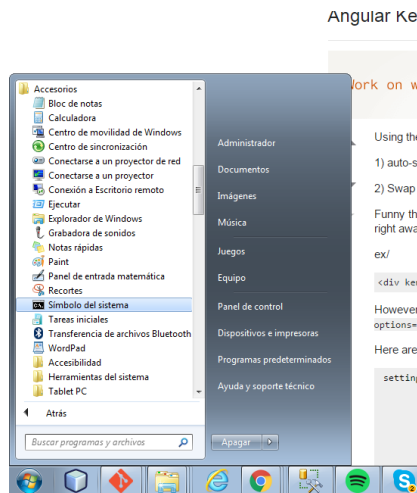 Angular Ke
Work on w
Using the
1) auto-s
2) Swap
Funny th
right awa
ex/
<div ken
However
options=
Here are
setting
Accesorios
Bloc de notas
Calculadora
Centro de movilidad de Windows
Centro de sincronización
Conectarse a un proyector de red
Conectarse a un proyector
Conexión a Escritorio remoto
Ejecutar
Explorador de Windows
Grabadora de sonidos
Notas rápidas
Paint
Panel de entrada matemática
Recortes
Símbolo del sistema
Tareas iniciales
Transferencia de archivos Bluetooth
WordPad
Accesibilidad
Herramientas del sistema
Tablet PC
Atrás
Buscar programas y archivos
Administrador
Documentos
Imágenes
Música
Juegos
Equipo
Panel de control
Dispositivos e impresoras
Programas predeterminados
Ayuda y soporte técnico
Apagar